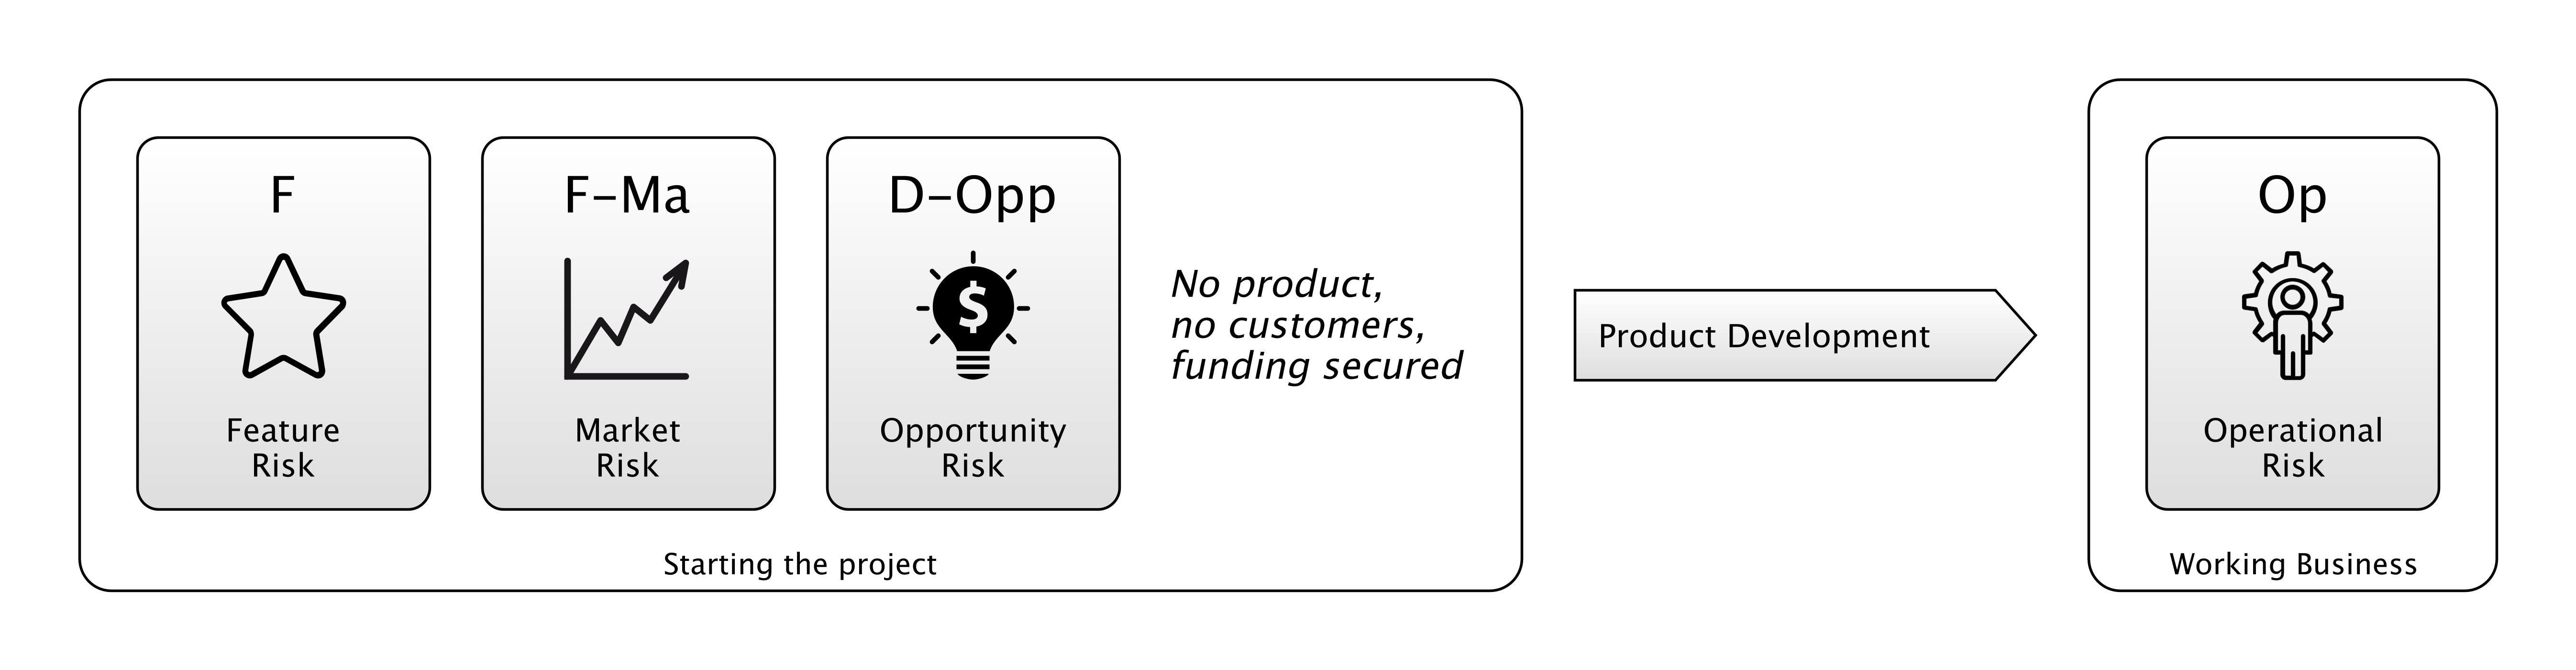 F
Feature
Risk
F–Ma
Market
Risk
D–Opp
$
Opportunity
Risk
No product,
no customers,
funding secured
Starting the project
Product Development
Op
Operational
Risk
Working Business